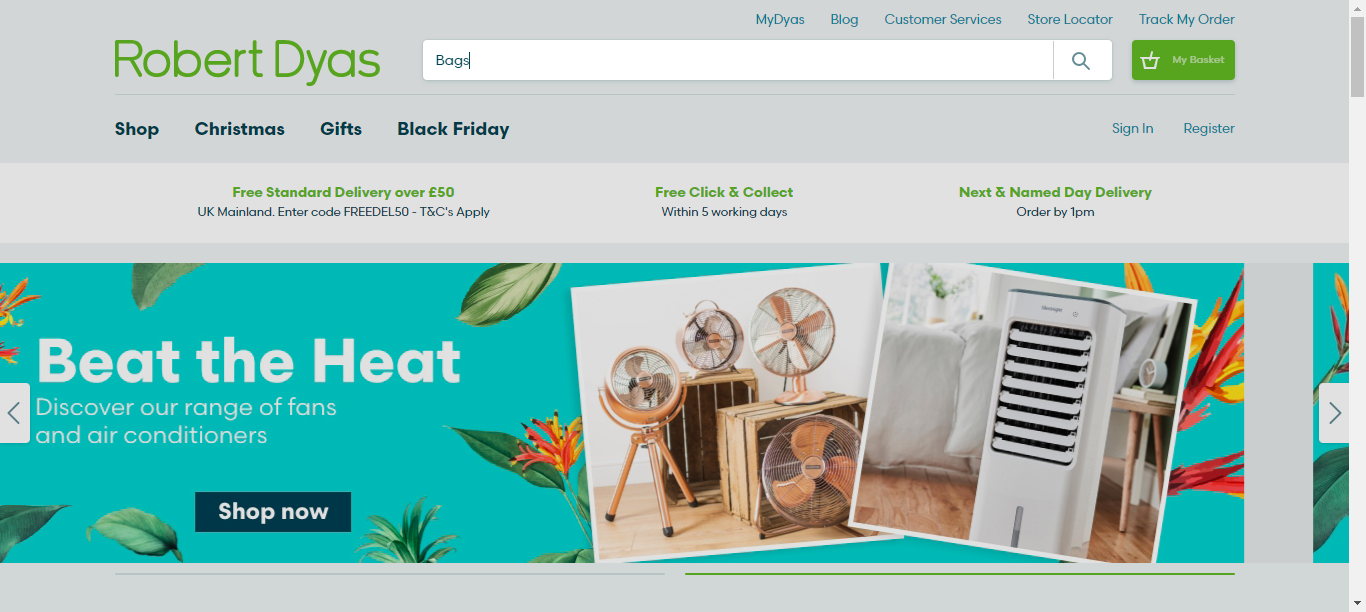 MyDyas Blog Customer Services Store Locator Track My Order
Robert Dyas
Bags
My Basket
Shop Christmas Gifts Black Friday
Sign In Register
Free Standard Delivery over £50
UK Mainland. Enter code FREEDEL50 - T&C's Apply
Free Click & Collect
Within 5 working days
Next & Named Day Delivery
Order by 1pm
Beat the Heat
Discover our range of fans
and air conditioners
Shop now